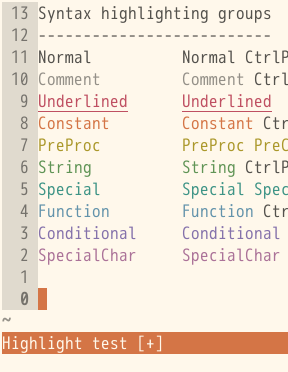 13 Syntax highlighting groups
12 --------------------------
11 Normal Normal CtrlP
10 Comment Comment Ctrl
9 Underlined Underlined
8 Constant Constant Ctr
7 PreProc PreProc PreC
6 String String CtrlP
5 Special Special Spec
4 Function Function Ctr
3 Conditional Conditional
2 SpecialChar SpecialChar
1
0
~
Highlight test [+]